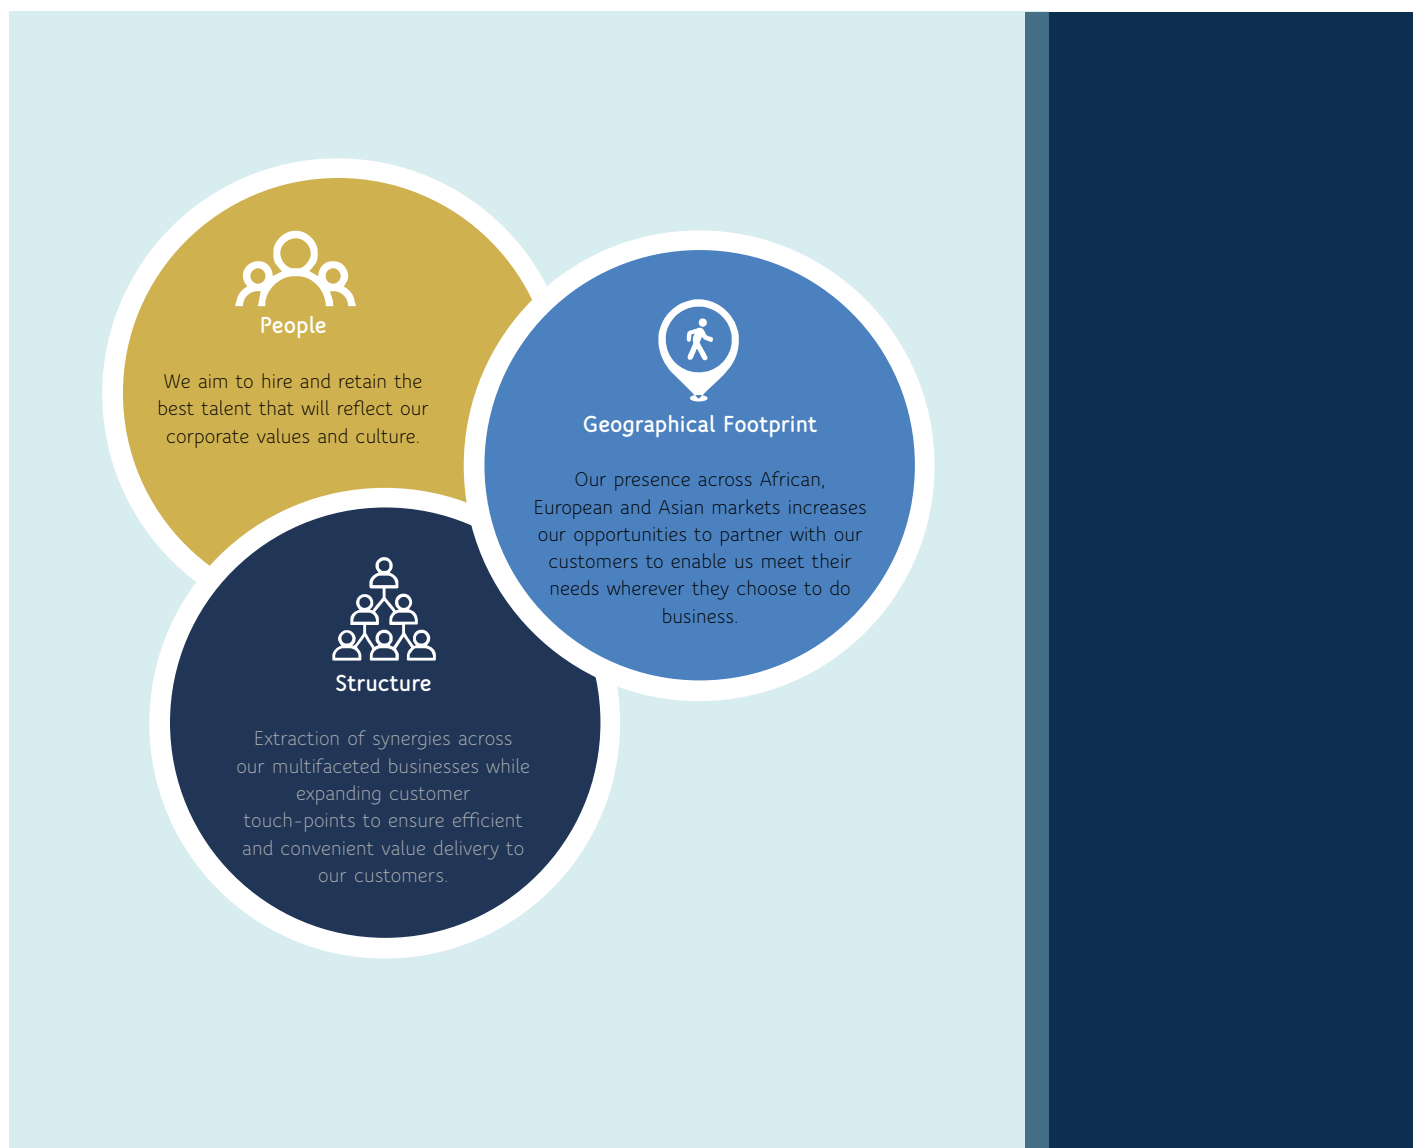 People
We aim to hire and retain the
best talent that will reflect our
corporate values and culture.
Geographical Footprint
Our presence across African,
European and Asian markets increases
our opportunities to partner with our
customers to enable us meet their
needs wherever they choose to do
business.
Structure
Extraction of synergies across
our multifaceted businesses while
expanding customer
touch-points to ensure efficient
and convenient value delivery to
our customers.